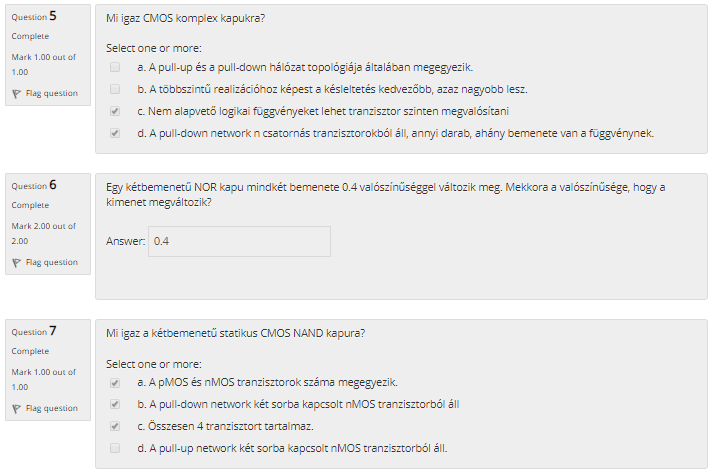 Question 5
Complete
Mark 1.00 out of
1.00
Flag question
Mi igaz CMOS komplex kapukra?
Select one or more:
a. A pull-up és a pull-down hálózat topológiája általában megegyezik.
b. A többszintű realizációhoz képest a késleltetés kedvezőbb, azaz nagyobb lesz.
c. Nem alapvető logikai függvényeket lehet tranzisztor szinten megvalósítani
d. A pull-down network n csatornás tranzisztorokból áll, annyi darab, ahány bemenete van a függvénynek.
Question 6
Complete
Mark 2.00 out of
2.00
Flag question
Egy kétbemenetű NOR kapu mindkét bemenete 0.4 valószínűséggel változik meg. Mekkora a valószínűsége, hogy a
kimenet megváltozik?
Answer: 0.4
Question 7
Complete
Mark 1.00 out of
1.00
Flag question
Mi igaz a kétbemenetű statikus CMOS NAND kapura?
Select one or more:
a. A pMOS és nMOS tranzisztorok száma megegyezik.
b. A pull-down network két sorba kapcsolt nMOS tranzisztorból áll
c. Összesen 4 tranzisztort tartalmaz.
d. A pull-up network két sorba kapcsolt nMOS tranzisztorból áll.